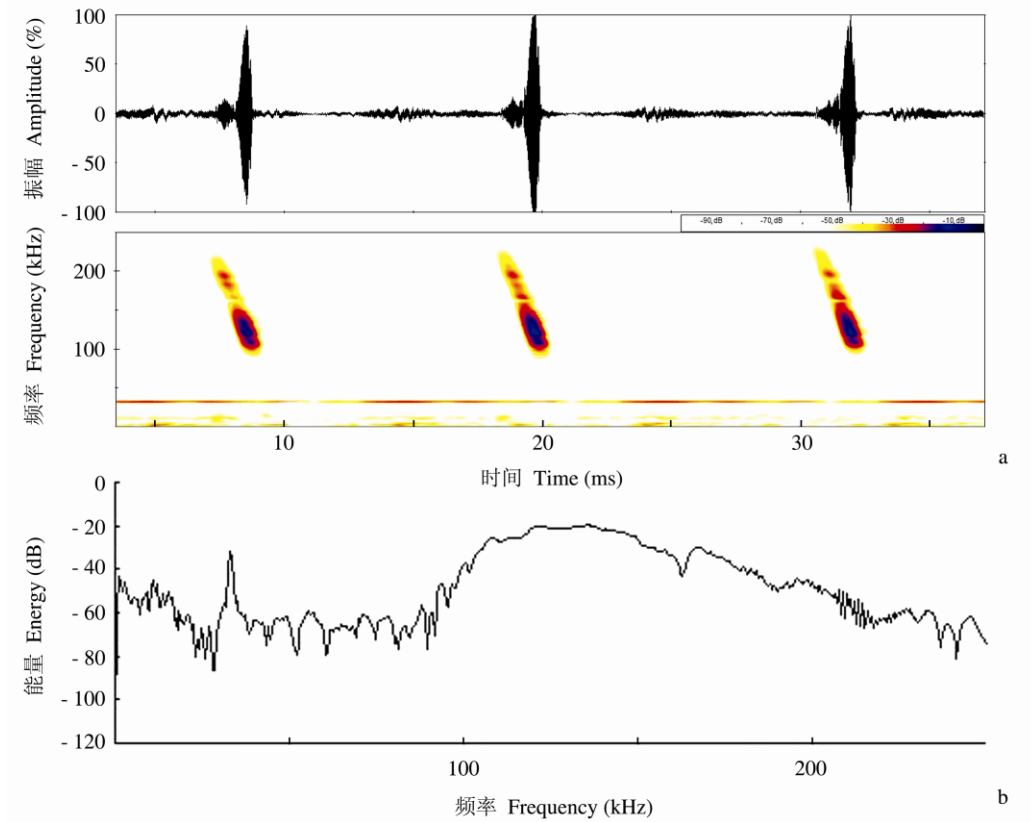 振幅 Amplitude (%)
100
50
0
- 50
- 100
-90,dB -70,dB -50,dB -30,dB -10,dB
频率 Frequency (kHz)
200
100
10 20 30
时间 Time (ms)
a
能量 Energy (dB)
0
- 20
- 40
- 60
- 80
- 100
- 120
100 200
频率 Frequency (kHz)
b